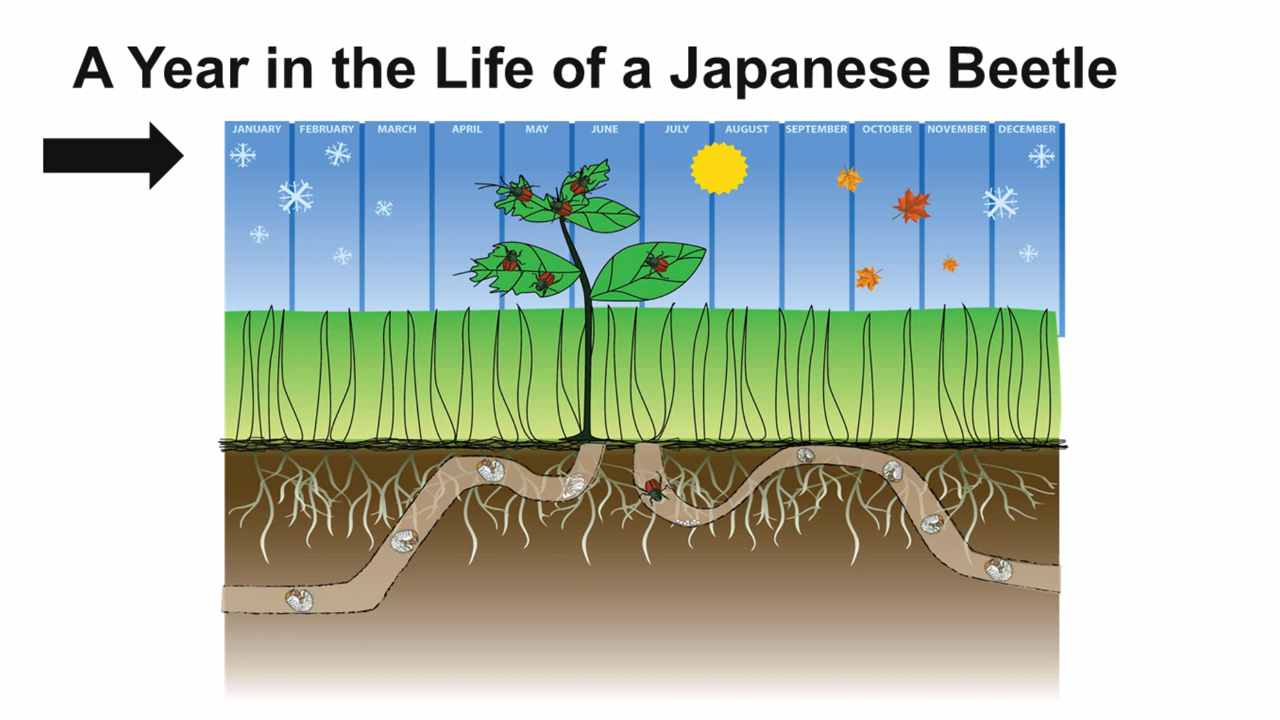 A Year in the Life of a Japanese Beetle
JANUARY FEBRUARY MARCH APRIL MAY JUNE JULY AUGUST SEPTEMBER OCTOBER NOVEMBER DECEMBER